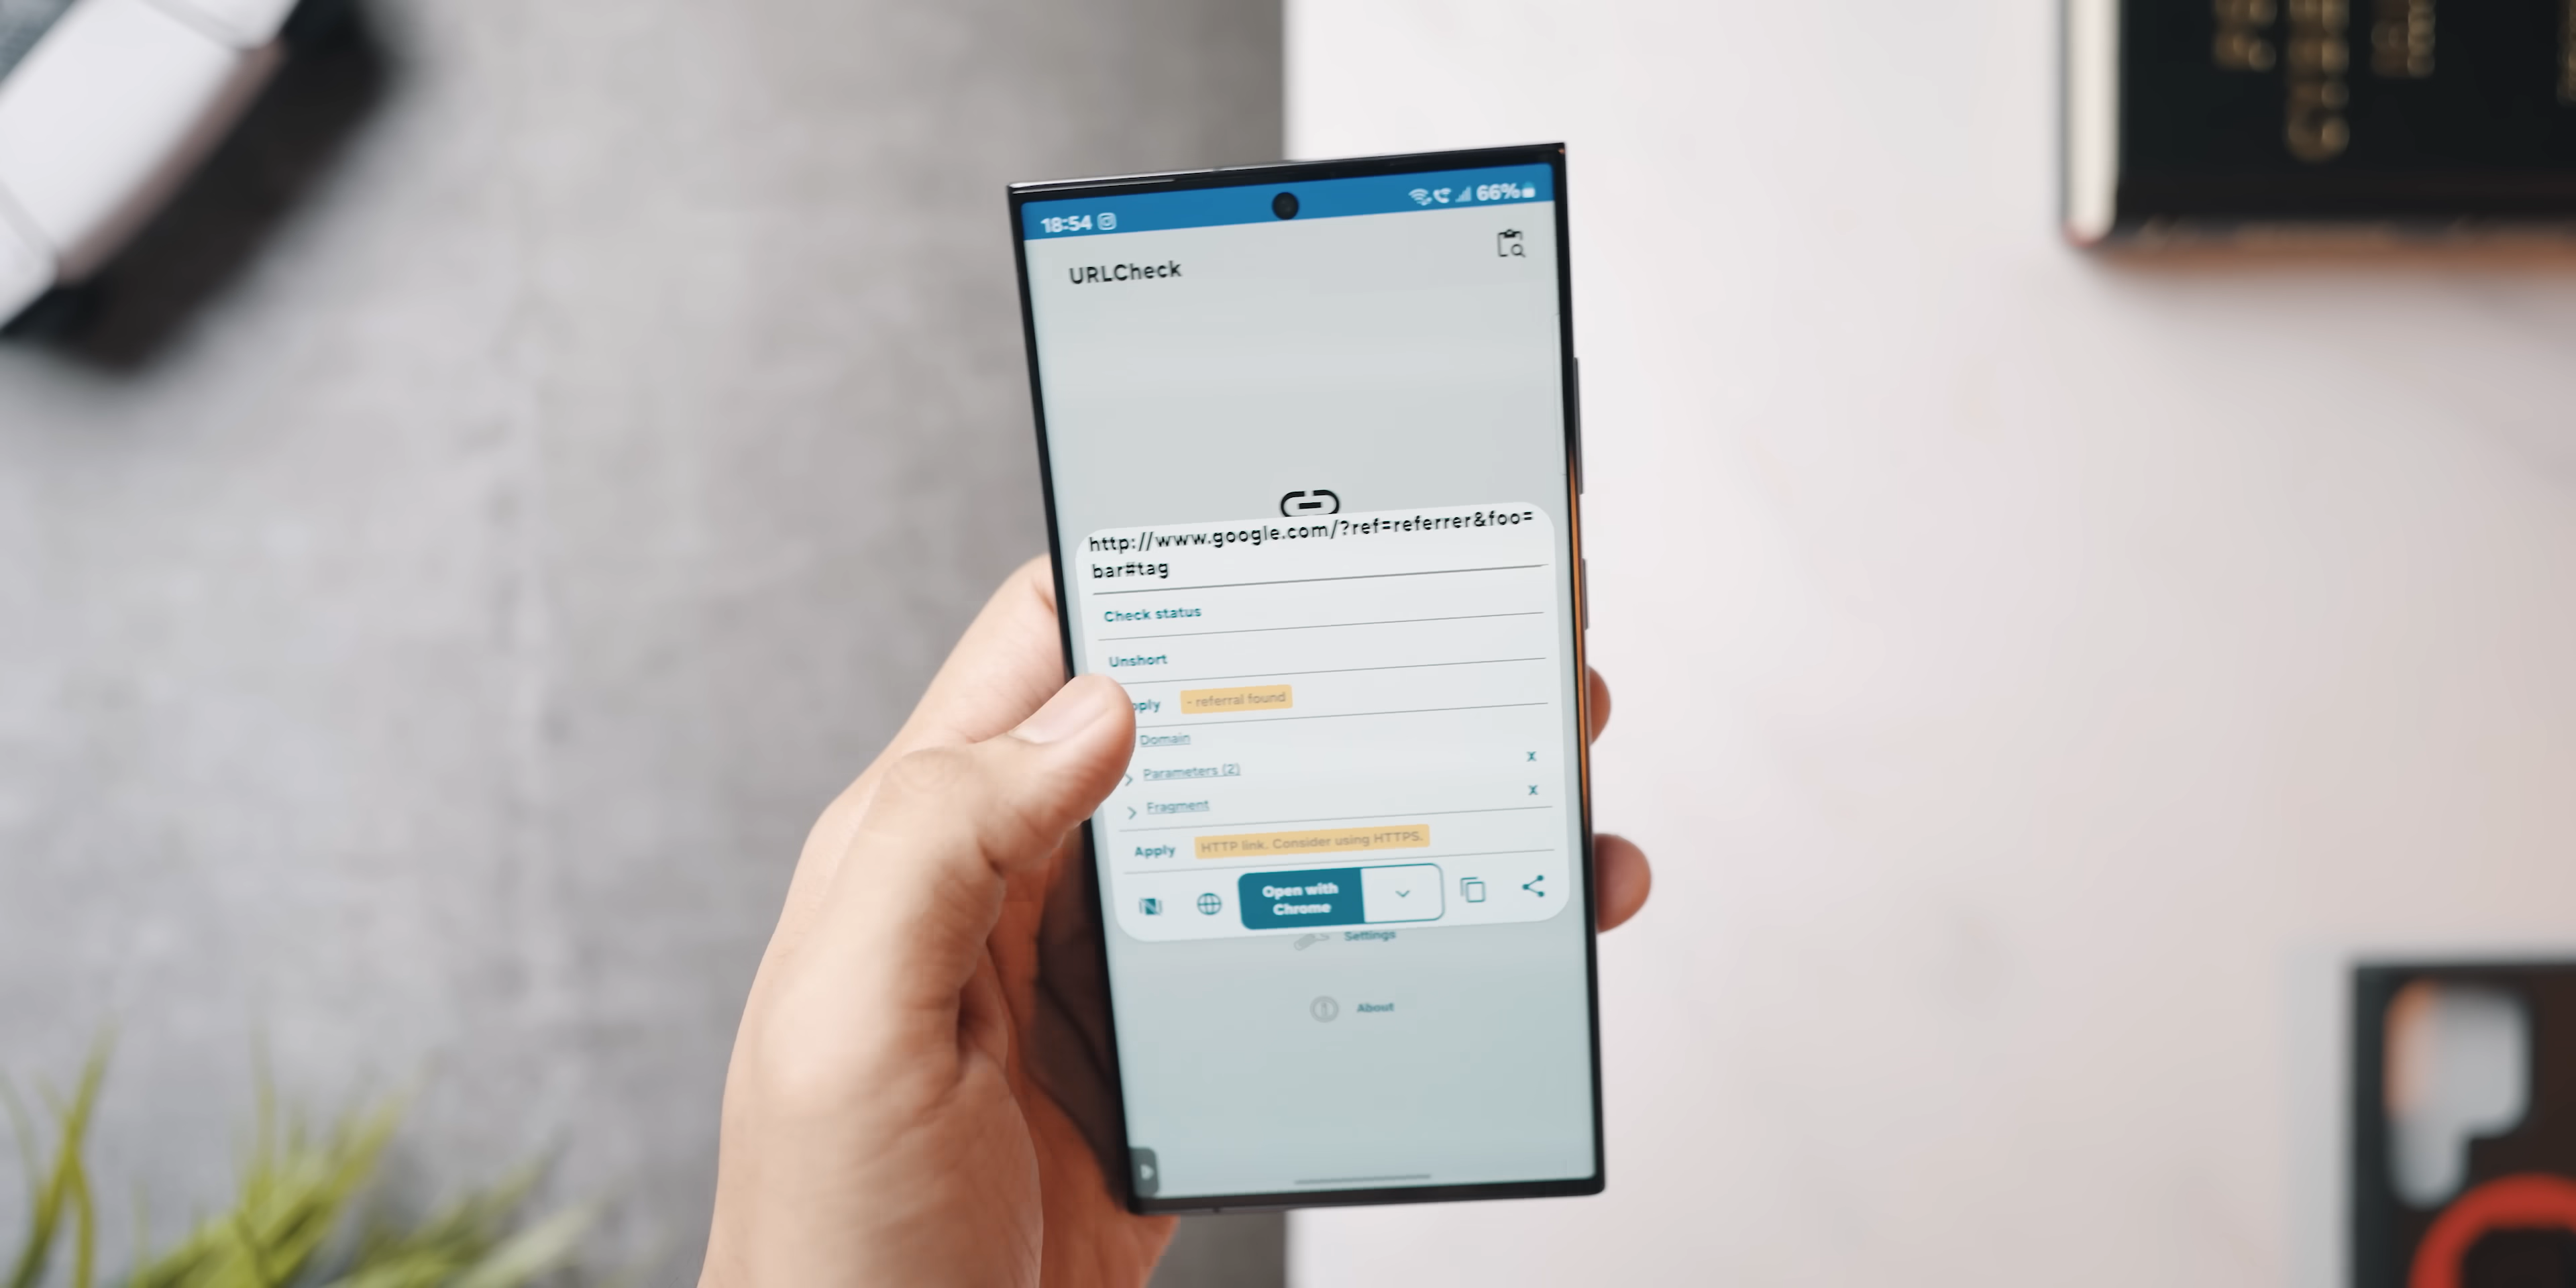 18:54
66%
URLCheck
http://www.google.com/?ref=referrer&foo=
bar#tag
Check status
Unshort
pply - referral found
Domain
Parameters (2) x
Fragment x
Apply HTTP link. Consider using HTTPS.
Open with
Chrome
Settings
About